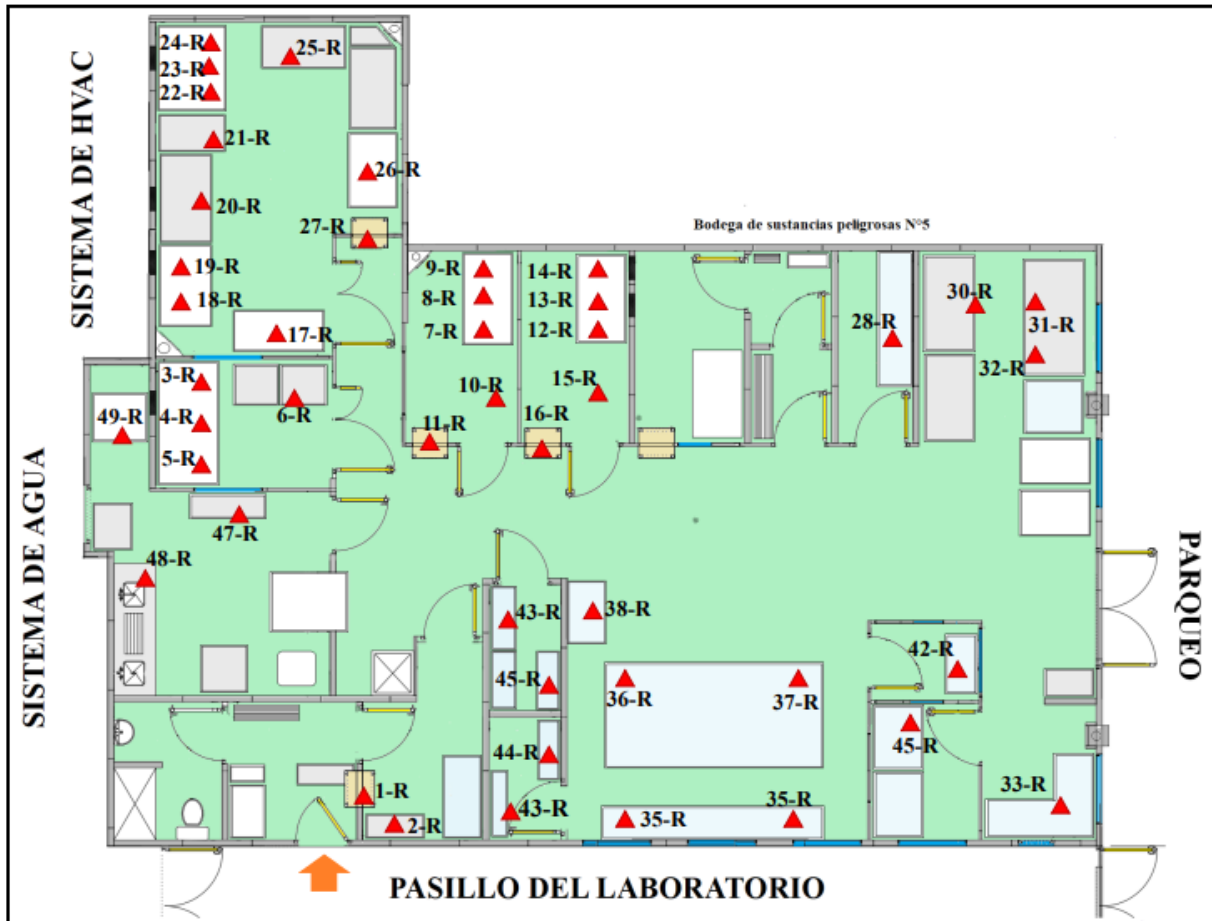 24-R
25-R
23-R
22-R
21-R
26-R
20-R
27-R
19-R
18-R
17-R
SISTEMA DE HVAC
Bodega de sustancias peligrosas N°5
9-R
14-R
8-R
13-R
7-R
12-R
10-R
15-R
11-R
16-R
28-R
30-R
31-R
32-R
3-R
4-R
6-R
5-R
49-R
47-R
48-R
SISTEMA DE AGUA
43-R
38-R
45-R
36-R
37-R
42-R
PARQUEO
44-R
45-R
1-R
2-R
43-R
35-R
35-R
33-R
PASILLO DEL LABORATORIO